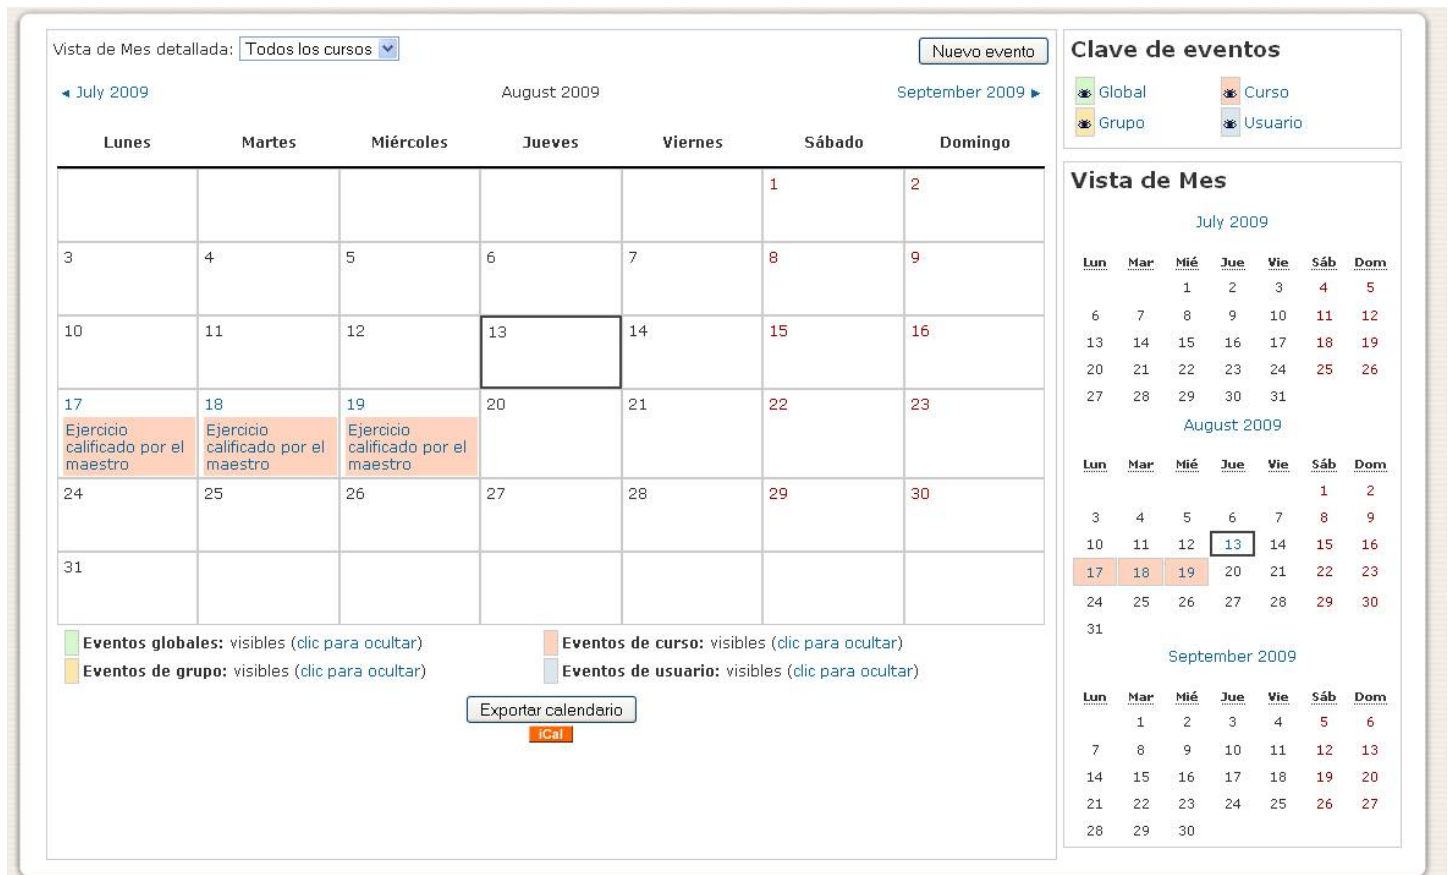 Vista de Mes detallada: Todos los cursos
Nuevo evento
◄ July 2009 August 2009 September 2009 ►
Lunes Martes Miércoles Jueves Viernes Sábado Domingo
1 2
3 4 5 6 7 8 9
10 11 12 13 14 15 16
17 18 19 20 21 22 23
Ejercicio calificado por el maestro
Ejercicio calificado por el maestro
Ejercicio calificado por el maestro
24 25 26 27 28 29 30
31
Eventos globales: visibles (clic para ocultar) Eventos de curso: visibles (clic para ocultar)
Eventos de grupo: visibles (clic para ocultar) Eventos de usuario: visibles (clic para ocultar)
Exportar calendario
iCal
Clave de eventos
Global Curso
Grupo Usuario
Vista de Mes
July 2009
Lun Mar Mié Jue Vie Sáb Dom
1 2 3 4 5
6 7 8 9 10 11 12
13 14 15 16 17 18 19
20 21 22 23 24 25 26
27 28 29 30 31
August 2009
Lun Mar Mié Jue Vie Sáb Dom
1 2
3 4 5 6 7 8 9
10 11 12 13 14 15 16
17 18 19 20 21 22 23
24 25 26 27 28 29 30
31
September 2009
Lun Mar Mié Jue Vie Sáb Dom
1 2 3 4 5 6
7 8 9 10 11 12 13
14 15 16 17 18 19 20
21 22 23 24 25 26 27
28 29 30